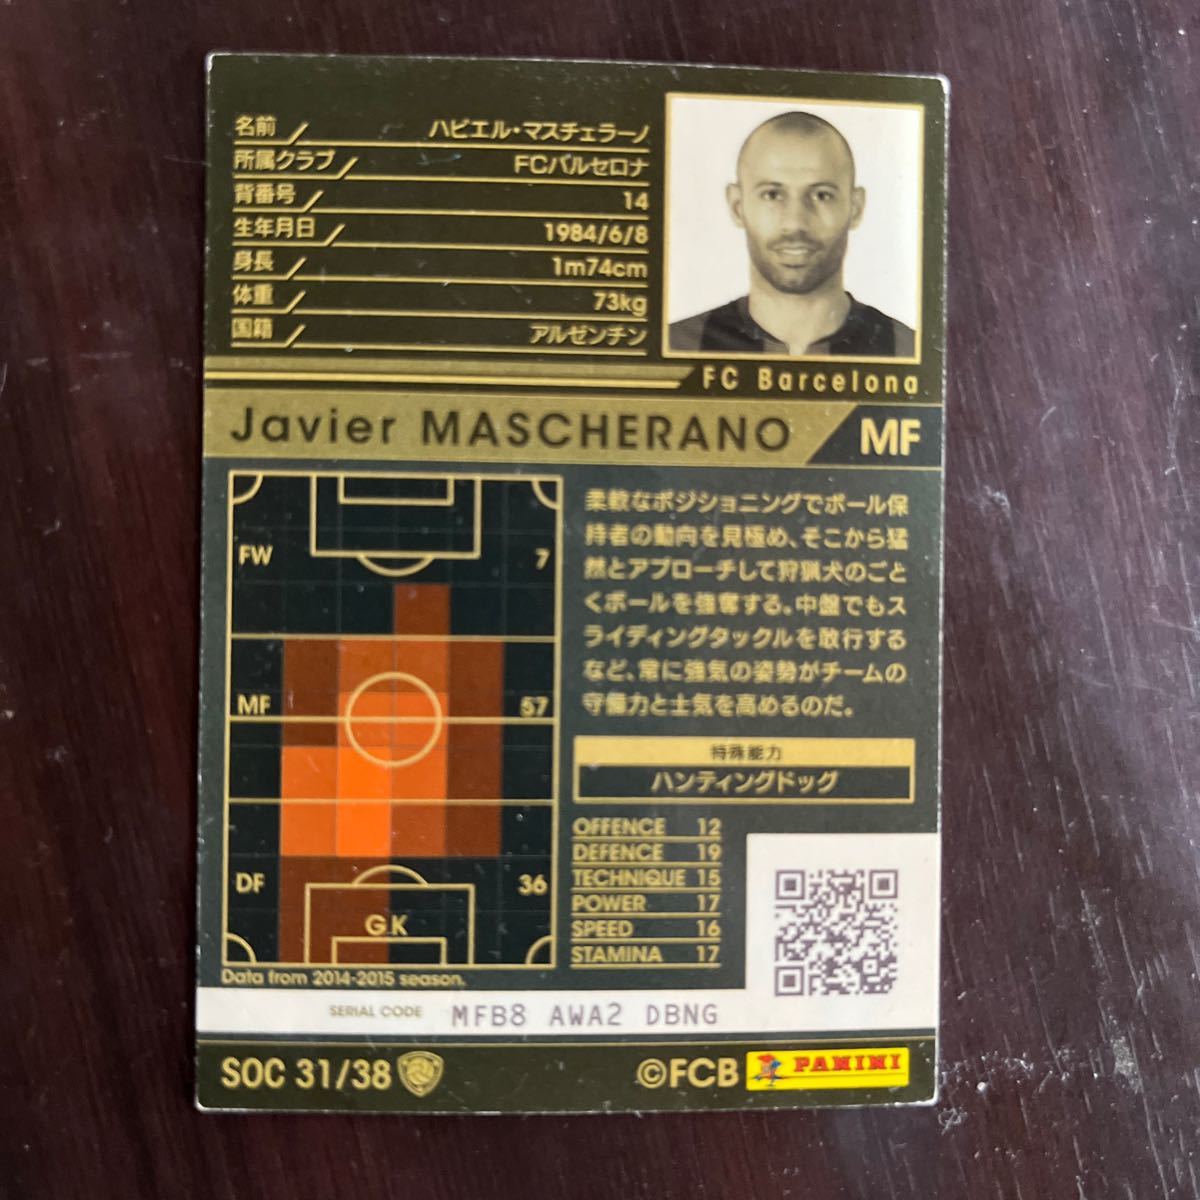 名前 ハビエル・マスチェラーノ
所属クラブ FCバルセロナ
背番号 14
生年月日 1984/6/8
身長 1m74cm
体重 73kg
国籍 アルゼンチン
FC Barcelona
Javier MASCHERANO MF
FW 7
MF 57
DF 36
G.K
Data from 2014-2015 season.
柔軟なポジショニングでボール保
持者の動向を見極め、そこから猛
然とアプローチして狩猟犬のごと
くボールを強奪する。中盤でもス
ライディングタックルを敢行する
など、常に強気の姿勢がチームの
守備力と士気を高めるのだ。
特殊能力
ハンティングドッグ
OFFENCE 12
DEFENCE 19
TECHNIQUE 15
POWER 17
SPEED 16
STAMINA 17
SERIAL CODE MFB8 AWA2 DBNG
SOC 31/38 ©FCB PANINI